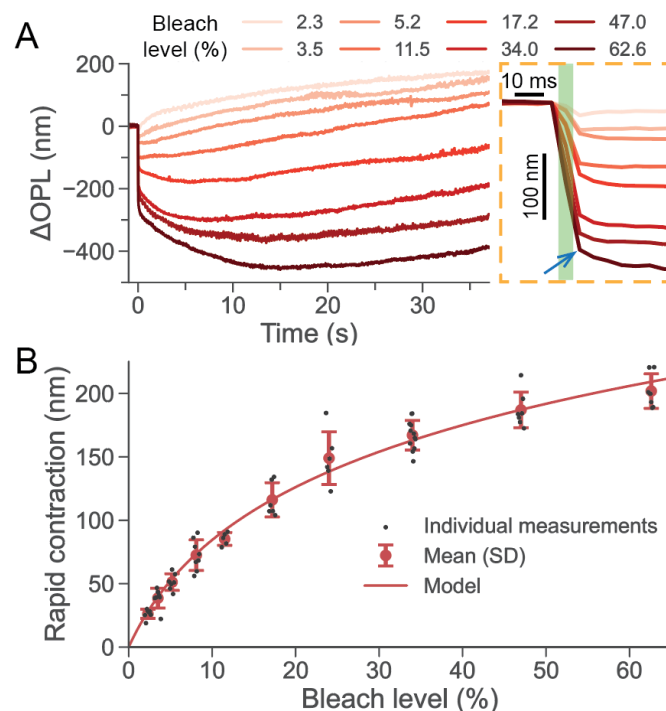 A
Bleach level (%)
2.3 5.2 17.2 47.0
3.5 11.5 34.0 62.6
200
0
−200
−400
ΔOPL (nm)
0 10 20 30
Time (s)
10 ms
100 nm
B
200
150
100
50
0
Rapid contraction (nm)
Individual measurements
Mean (SD)
Model
0 10 20 30 40 50 60
Bleach level (%)